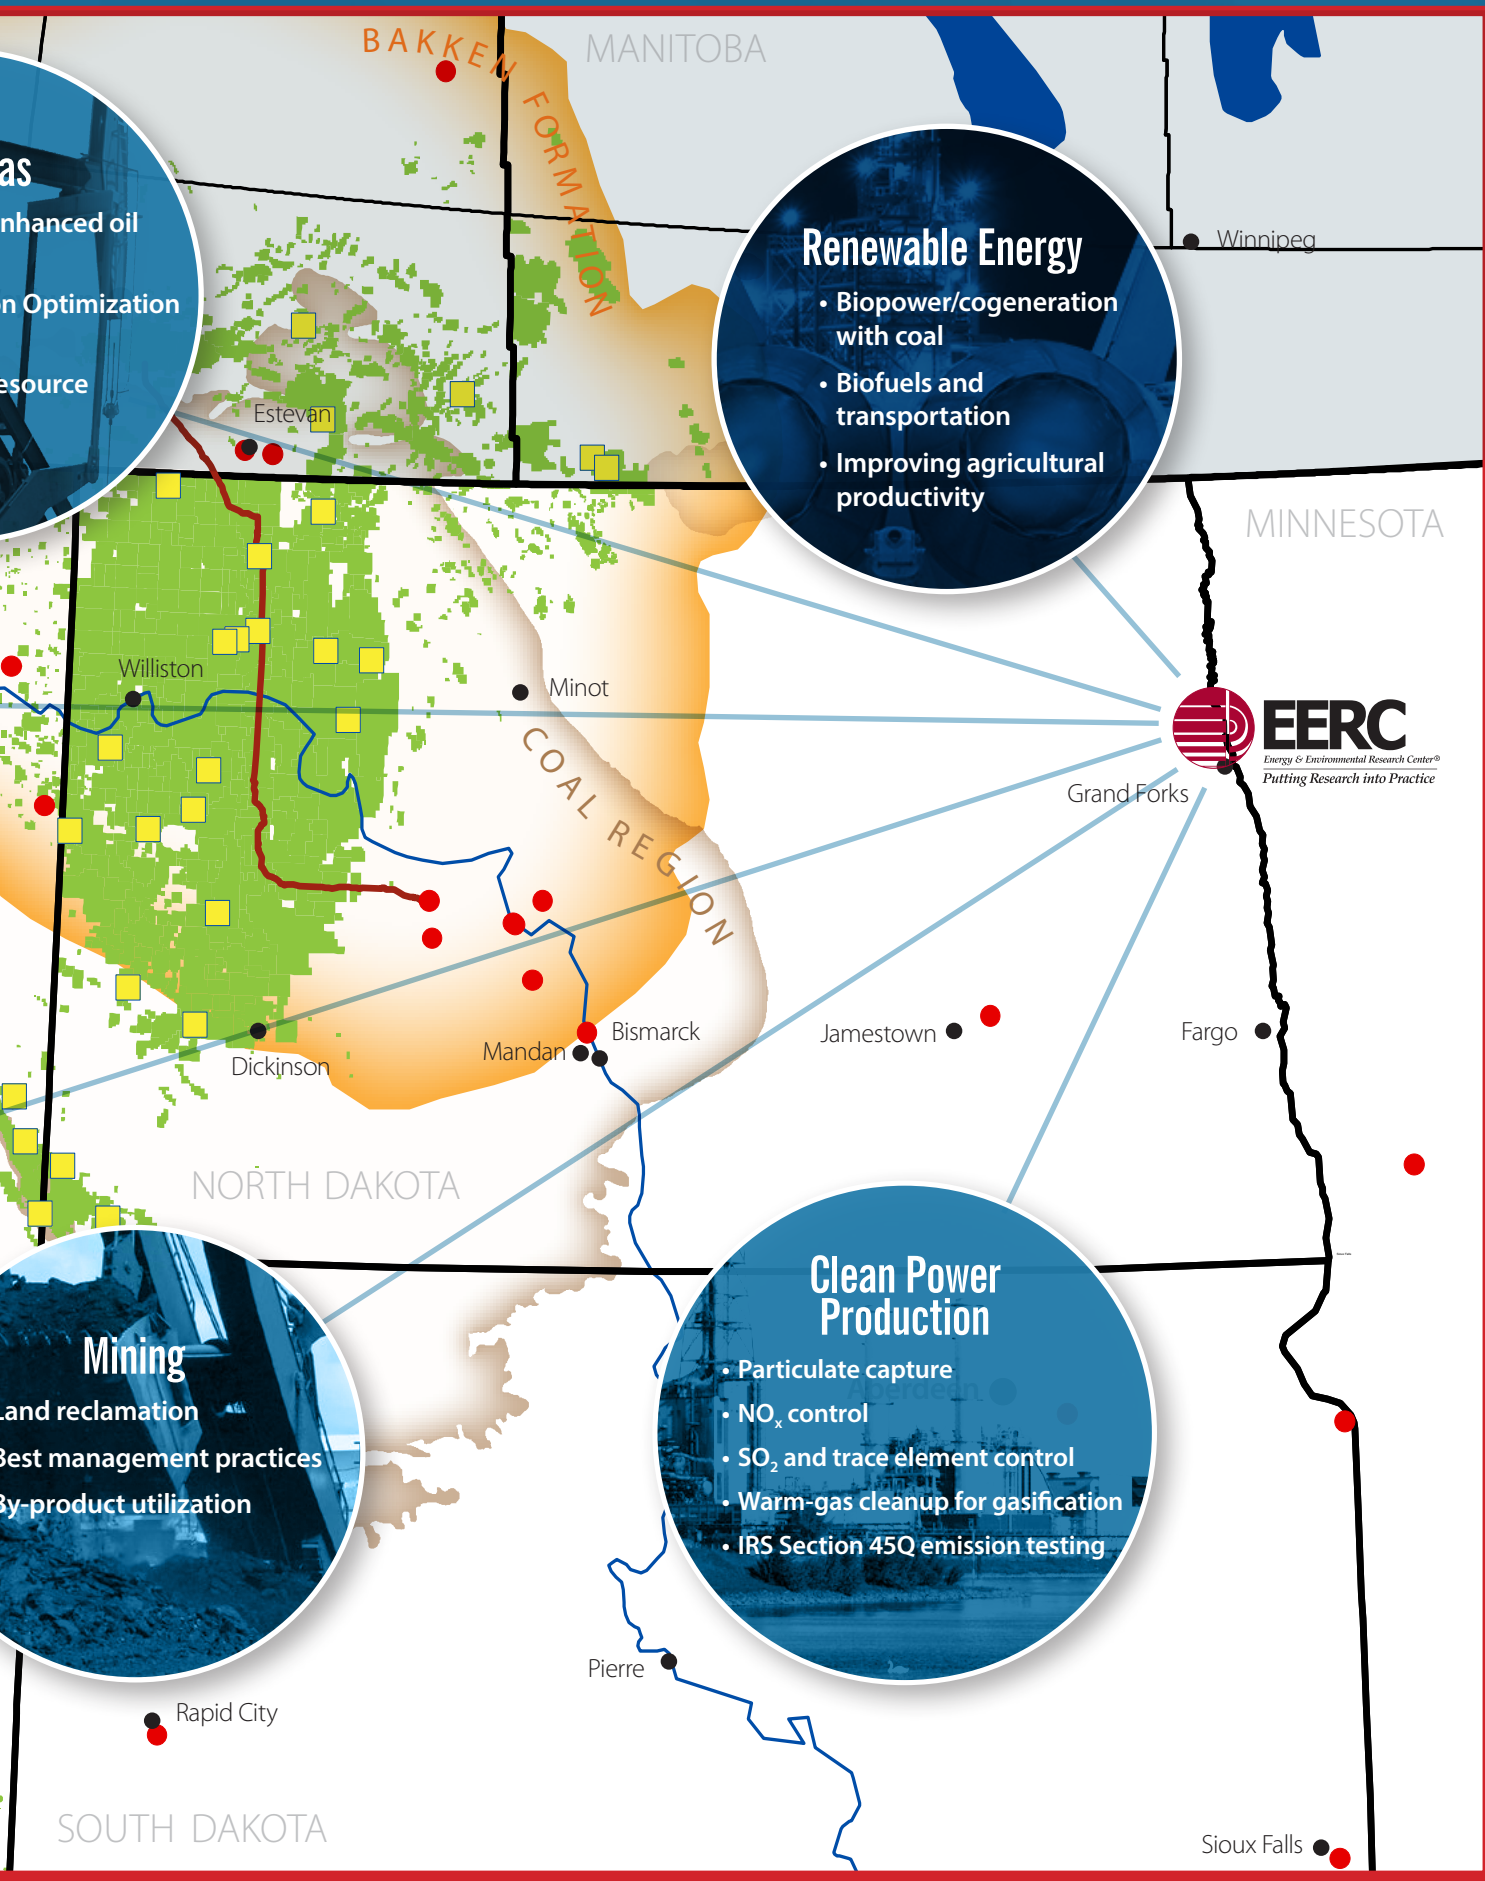 BAKKEN FORMATION
MANITOBA
as
nhanced oil
n Optimization
esource
Renewable Energy
• Biopower/cogeneration
with coal
• Biofuels and
transportation
• Improving agricultural
productivity
Winnipeg
Estevan
MINNESOTA
Williston
Minot
COAL REGION
EERC
Energy & Environmental Research Center®
Putting Research into Practice
Grand Forks
Bismarck
Mandan
Jamestown
Fargo
Dickinson
NORTH DAKOTA
Clean Power
Production
• Particulate capture
Aberdeen
• NOx control
• SO2 and trace element control
• Warm-gas cleanup for gasification
• IRS Section 45Q emission testing
Mining
Land reclamation
Best management practices
By-product utilization
Pierre
Rapid City
SOUTH DAKOTA
Sioux Falls